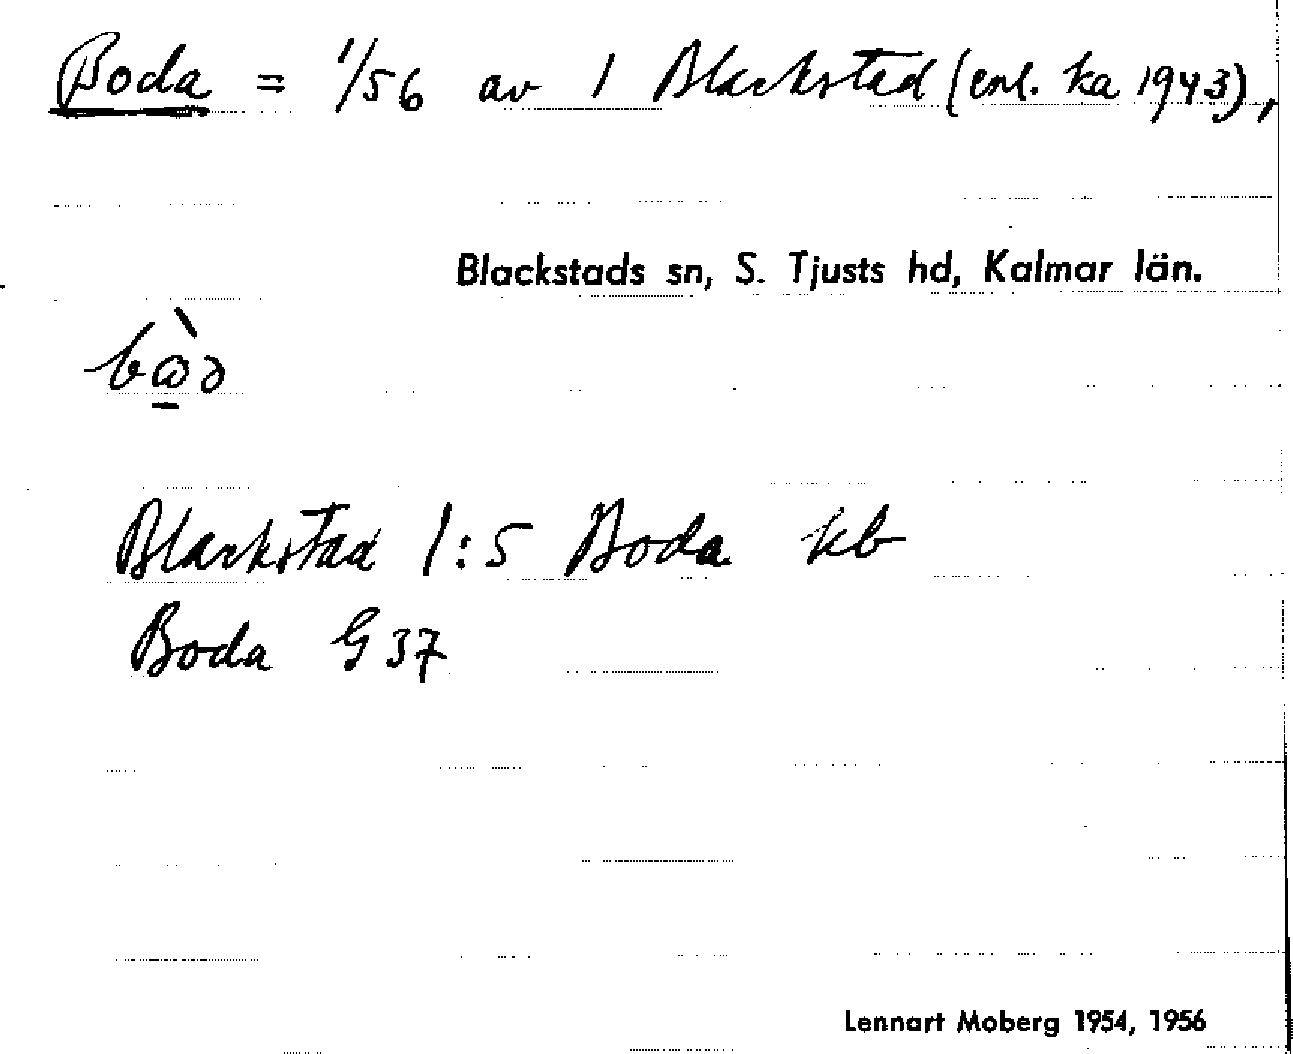 Boda = 1/56 av 1 Blackstad (enl. ka 1943),
Blackstads sn, S. Tjusts hd, Kalmar län.
Blackstad 1:5 Boda kb
Boda G 37
Lennart Moberg 1954, 1956